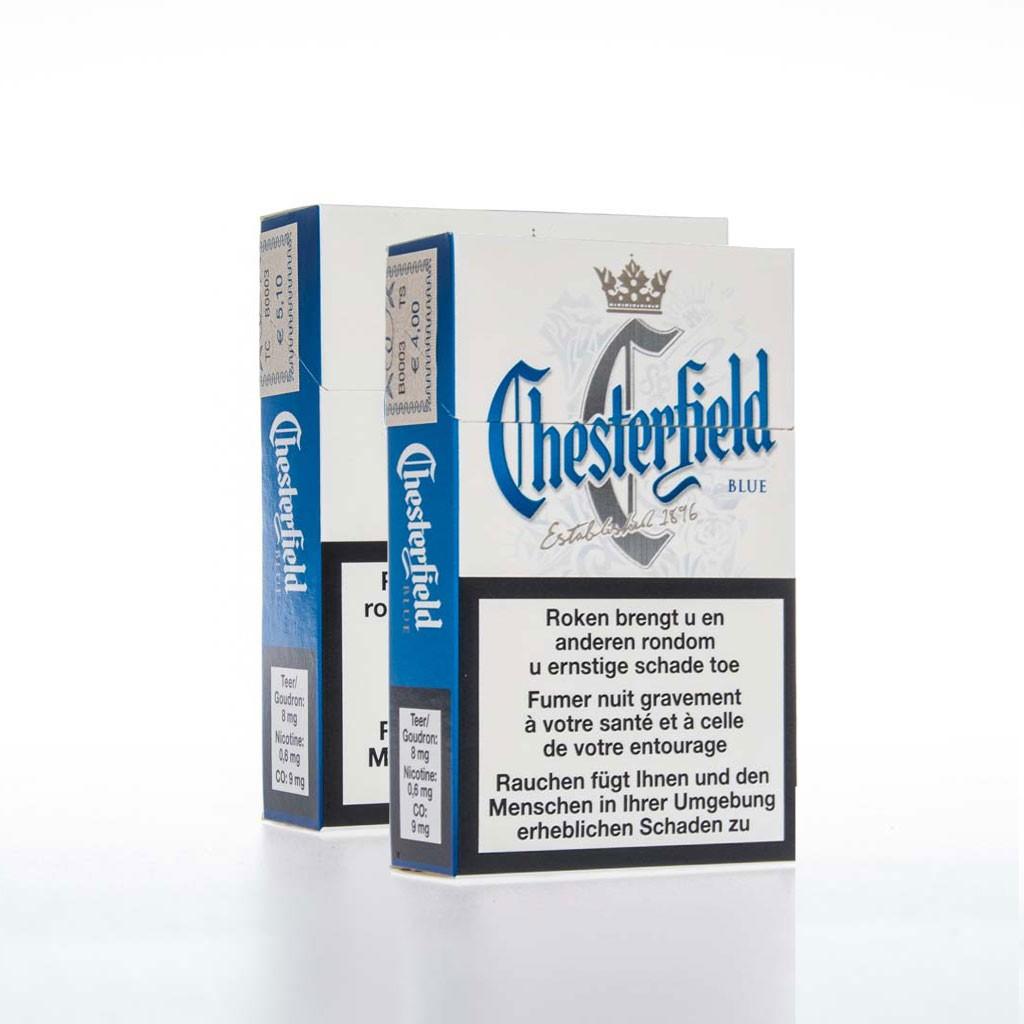 TC B0003
€ 5,10
Chesterfield
BLUE
Teer/
Goudron:
8 mg
Nicotine:
0,6 mg
CO: 9 mg
ro
M
B0003 TS
€ 4,00
Chesterfield
BLUE
Teer/
Goudron:
8 mg
Nicotine:
0,6 mg
CO:
9 mg
C
Chesterfield
BLUE
Established 1896
Roken brengt u en
anderen rondom
u ernstige schade toe
Fumer nuit gravement
à votre santé et à celle
de votre entourage
Rauchen fügt Ihnen und den
Menschen in Ihrer Umgebung
erheblichen Schaden zu